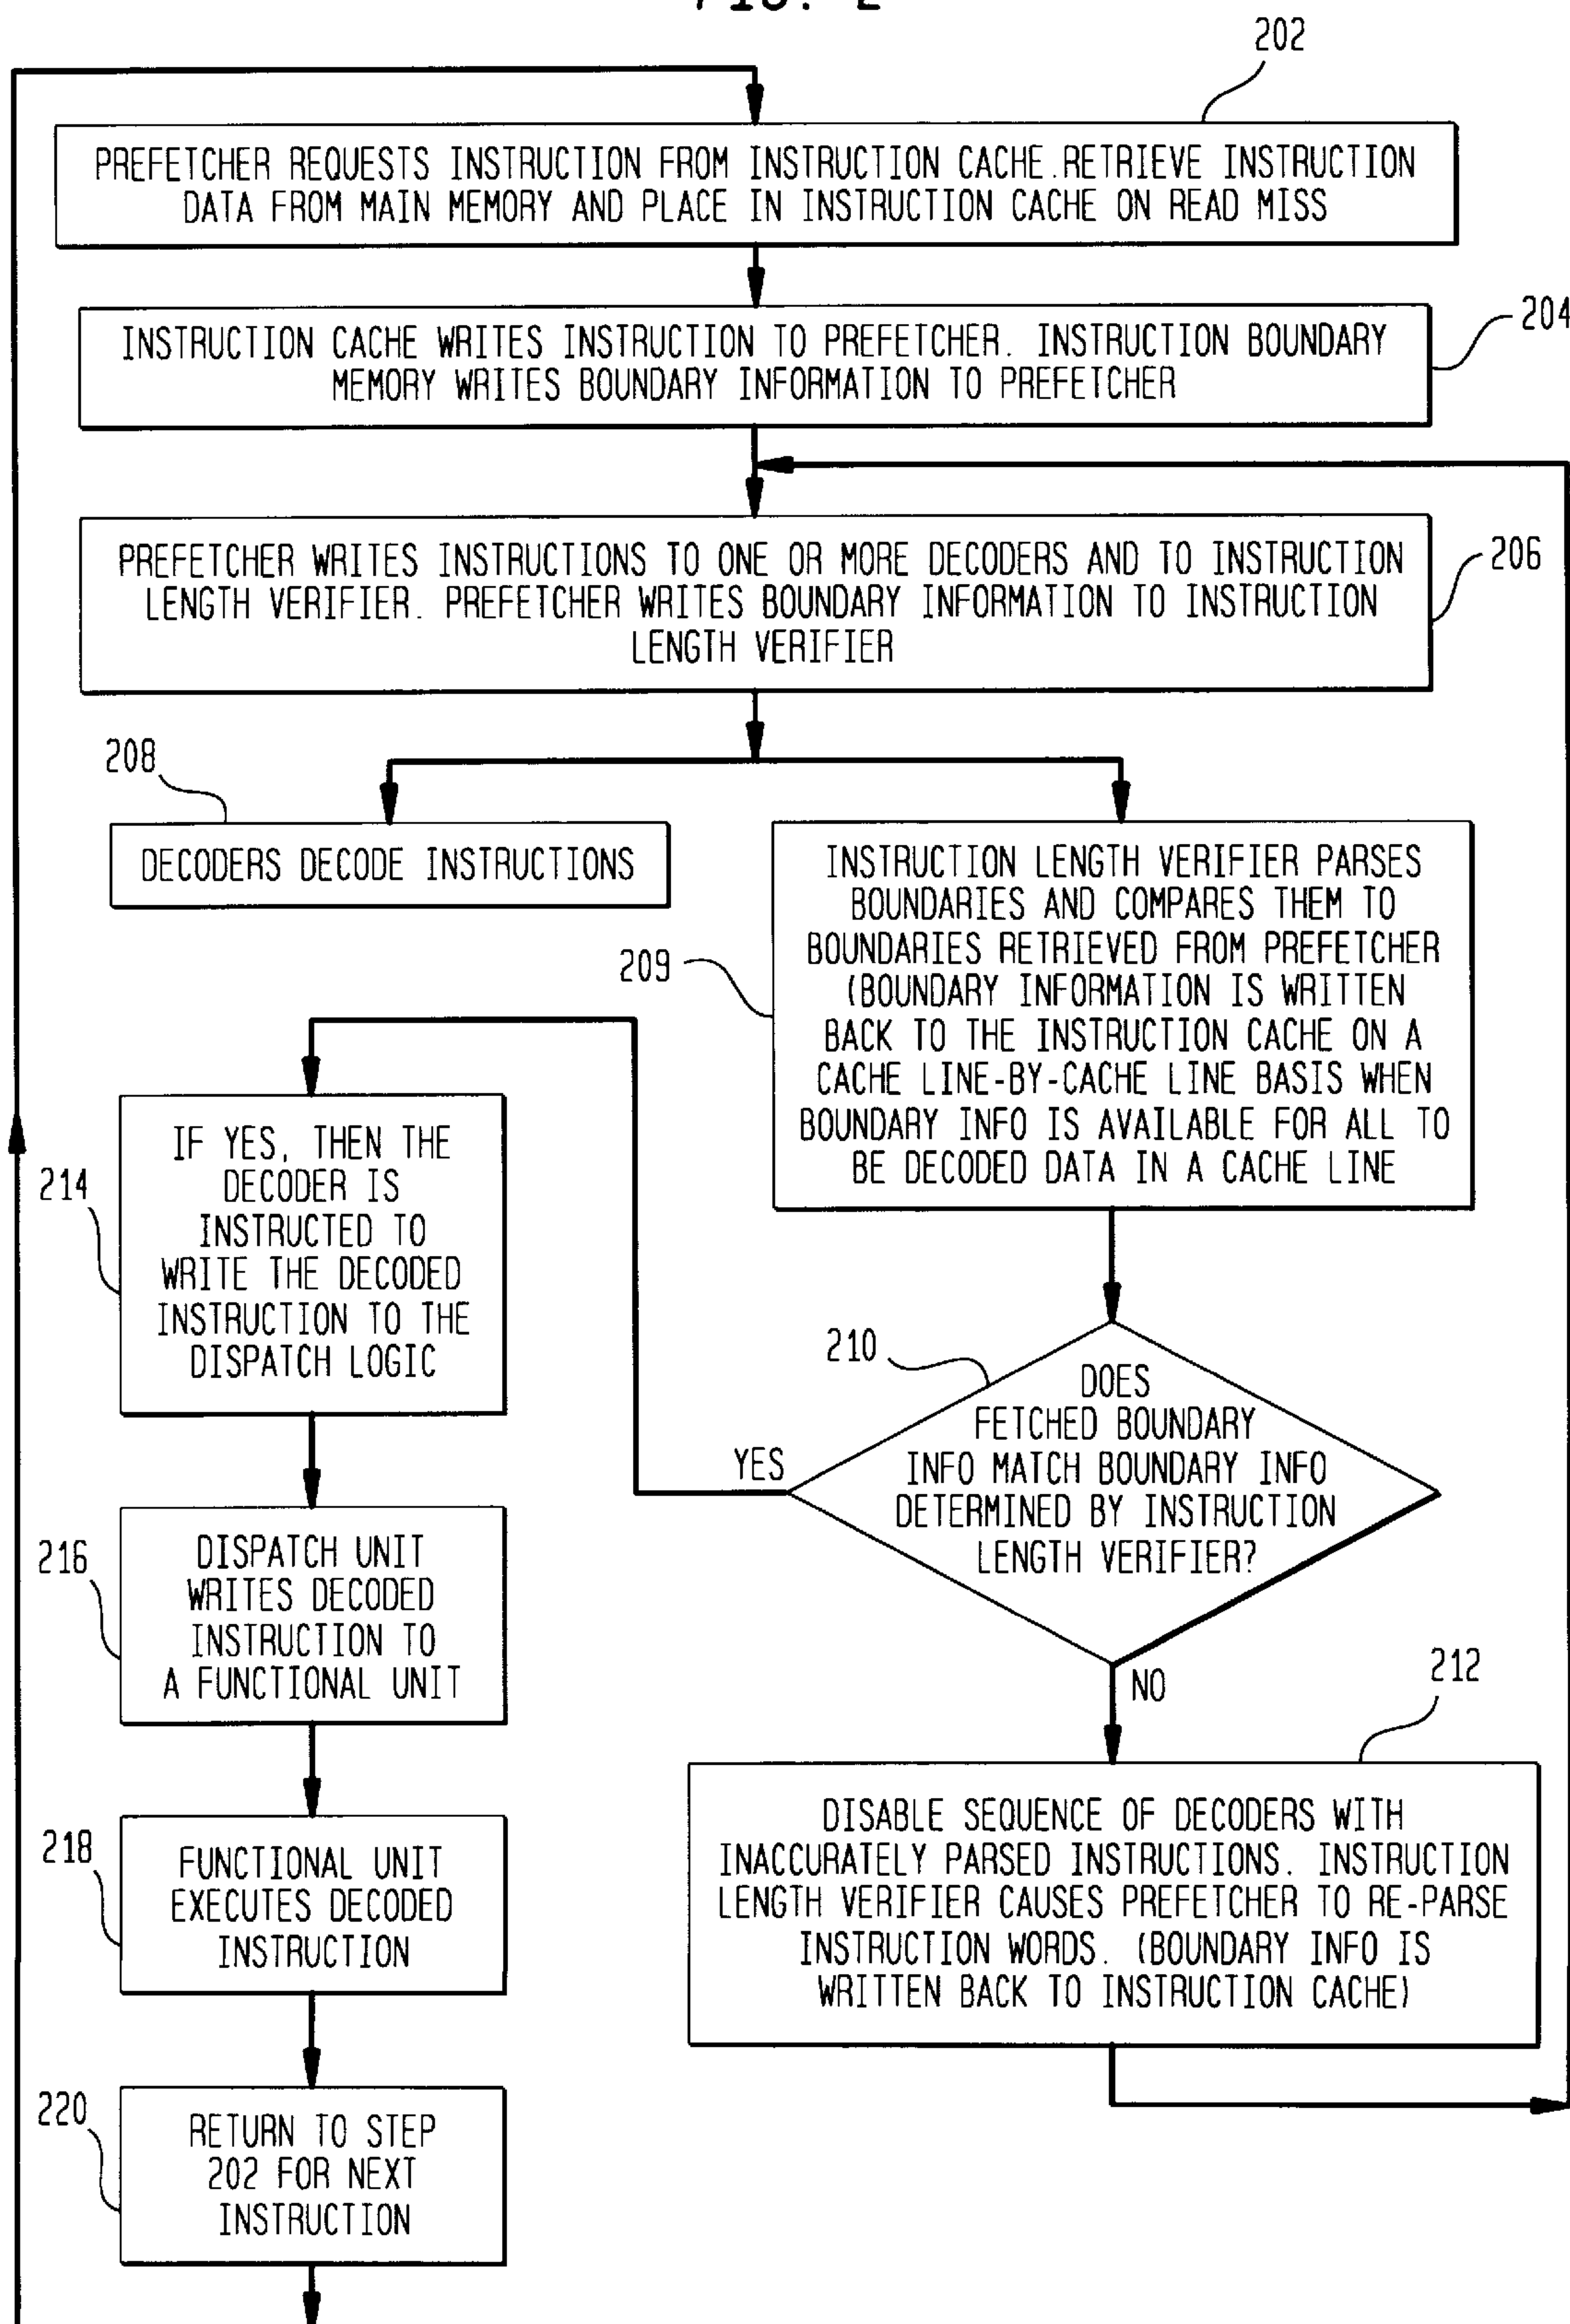 FIG. 2
202
PREFETCHER REQUESTS INSTRUCTION FROM INSTRUCTION CACHE.RETRIEVE INSTRUCTION
DATA FROM MAIN MEMORY AND PLACE IN INSTRUCTION CACHE ON READ MISS
204
INSTRUCTION CACHE WRITES INSTRUCTION TO PREFETCHER. INSTRUCTION BOUNDARY
MEMORY WRITES BOUNDARY INFORMATION TO PREFETCHER
206
PREFETCHER WRITES INSTRUCTIONS TO ONE OR MORE DECODERS AND TO INSTRUCTION
LENGTH VERIFIER. PREFETCHER WRITES BOUNDARY INFORMATION TO INSTRUCTION
LENGTH VERIFIER
208
DECODERS DECODE INSTRUCTIONS
209
INSTRUCTION LENGTH VERIFIER PARSES
BOUNDARIES AND COMPARES THEM TO
BOUNDARIES RETRIEVED FROM PREFETCHER
(BOUNDARY INFORMATION IS WRITTEN
BACK TO THE INSTRUCTION CACHE ON A
CACHE LINE-BY-CACHE LINE BASIS WHEN
BOUNDARY INFO IS AVAILABLE FOR ALL TO
BE DECODED DATA IN A CACHE LINE
210
DOES
FETCHED BOUNDARY
INFO MATCH BOUNDARY INFO
DETERMINED BY INSTRUCTION
LENGTH VERIFIER?
YES
NO
212
DISABLE SEQUENCE OF DECODERS WITH
INACCURATELY PARSED INSTRUCTIONS. INSTRUCTION
LENGTH VERIFIER CAUSES PREFETCHER TO RE-PARSE
INSTRUCTION WORDS. (BOUNDARY INFO IS
WRITTEN BACK TO INSTRUCTION CACHE)
214
IF YES, THEN THE
DECODER IS
INSTRUCTED TO
WRITE THE DECODED
INSTRUCTION TO THE
DISPATCH LOGIC
216
DISPATCH UNIT
WRITES DECODED
INSTRUCTION TO
A FUNCTIONAL UNIT
218
FUNCTIONAL UNIT
EXECUTES DECODED
INSTRUCTION
220
RETURN TO STEP
202 FOR NEXT
INSTRUCTION